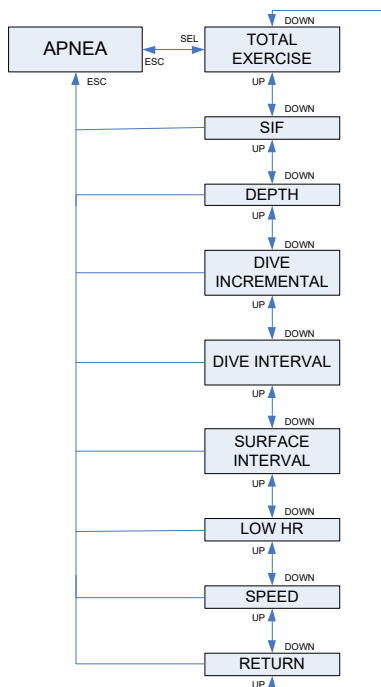 DOWN
SEL
APNEA
TOTAL
EXERCISE
ESC
ESC
UP
DOWN
SIF
UP
DOWN
DEPTH
UP
DOWN
DIVE
INCREMENTAL
UP
DOWN
DIVE INTERVAL
UP
DOWN
SURFACE
INTERVAL
UP
DOWN
LOW HR
UP
DOWN
SPEED
UP
DOWN
RETURN
UP